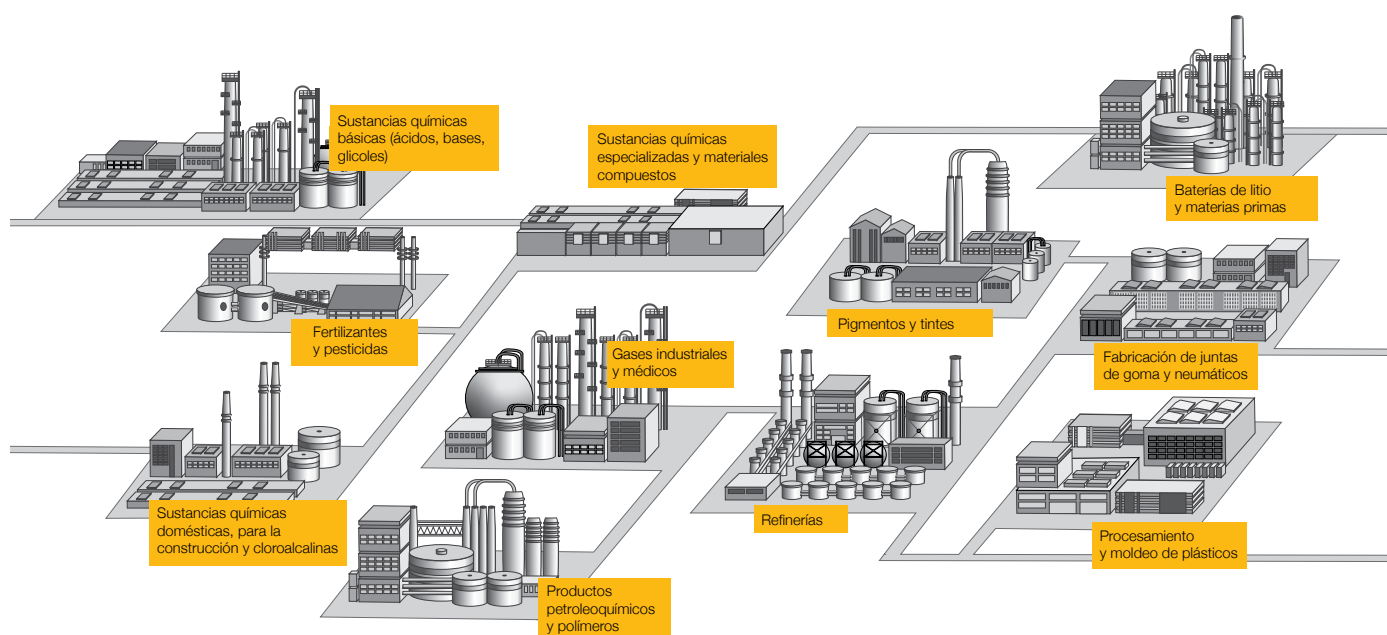 Sustancias químicas
básicas (ácidos, bases,
glicoles)
Sustancias químicas
especializadas y materiales
compuestos
Baterías de litio
y materias primas
Fertilizantes
y pesticidas
Pigmentos y tintes
Gases industriales
y médicos
Fabricación de juntas
de goma y neumáticos
Sustancias químicas
domésticas, para la
construcción y cloroalcalinas
Refinerías
Procesamiento
y moldeo de plásticos
Productos
petroleoquímicos
y polímeros